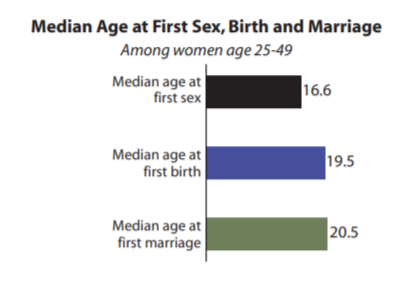 Median Age at First Sex, Birth and Marriage
Among women age 25-49
Median age at
first sex
16.6
Median age at
first birth
19.5
Median age at
first marriage
20.5